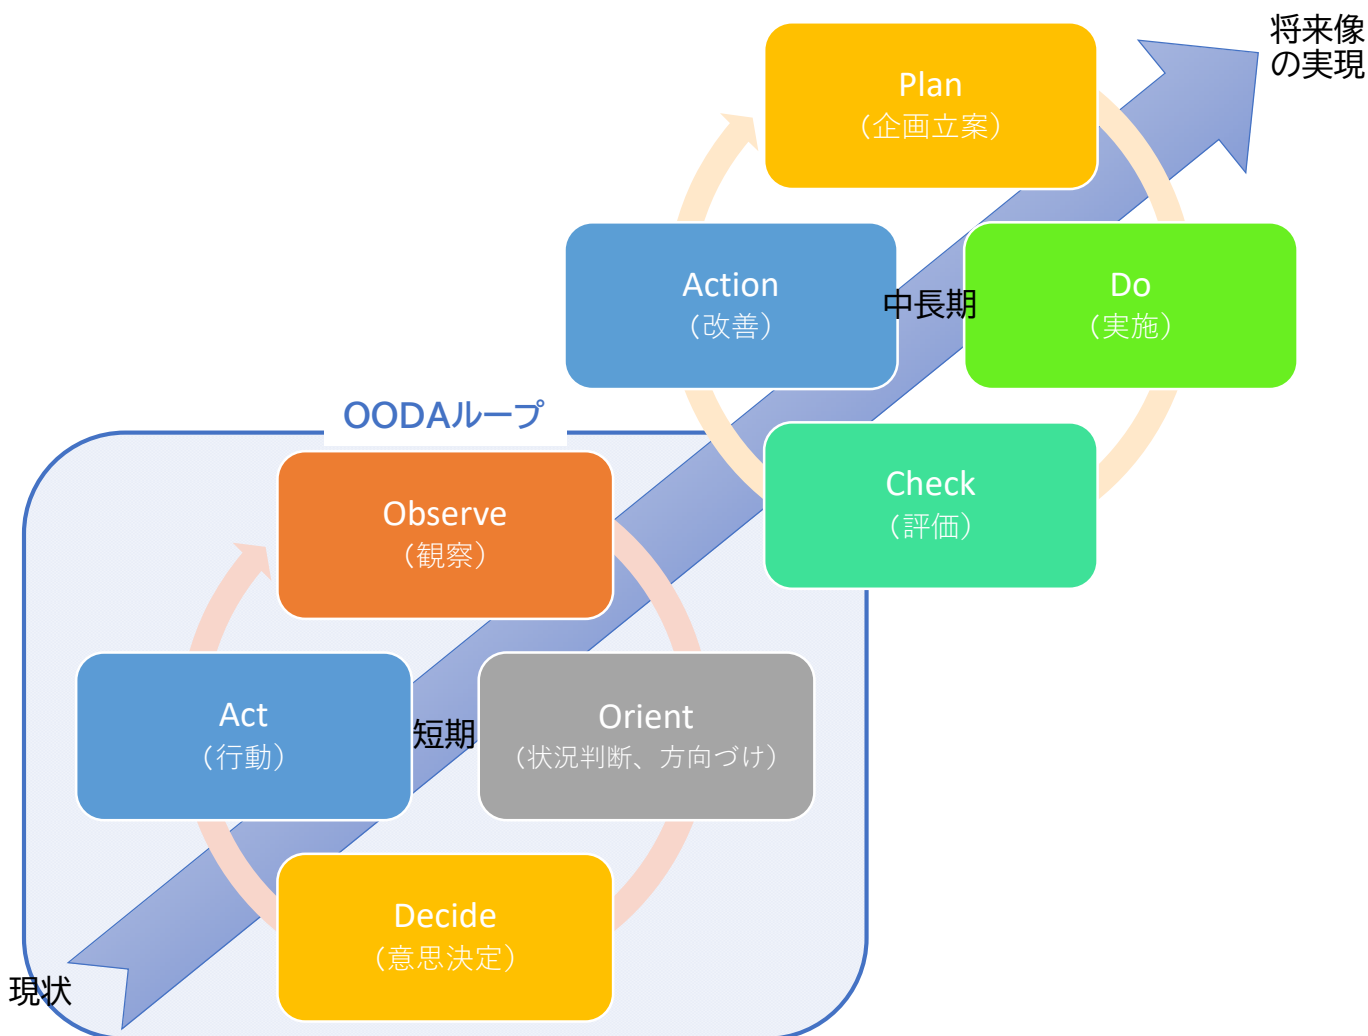 将来像
の実現
Plan
（企画立案）
Action
（改善）
中長期
Do
（実施）
Check
（評価）
OODAループ
Observe
（観察）
Act
（行動）
短期
Orient
（状況判断、方向づけ）
Decide
（意思決定）
現状